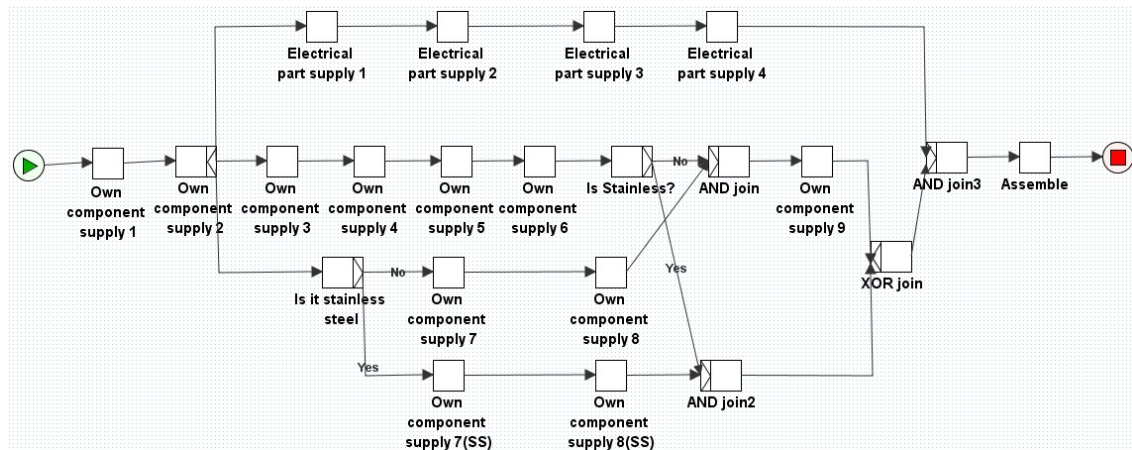 Electrical
part supply 1
Electrical
part supply 2
Electrical
part supply 3
Electrical
part supply 4
Own
component
supply 1
Own
component
supply 2
Own
component
supply 3
Own
component
supply 4
Own
component
supply 5
Own
component
supply 6
Is Stainless?
No
AND join
Own
component
supply 9
AND join3
Assemble
Yes
XOR join
Is it stainless
steel
No
Own
component
supply 7
Own
component
supply 8
Yes
Own
component
supply 7(SS)
Own
component
supply 8(SS)
AND join2